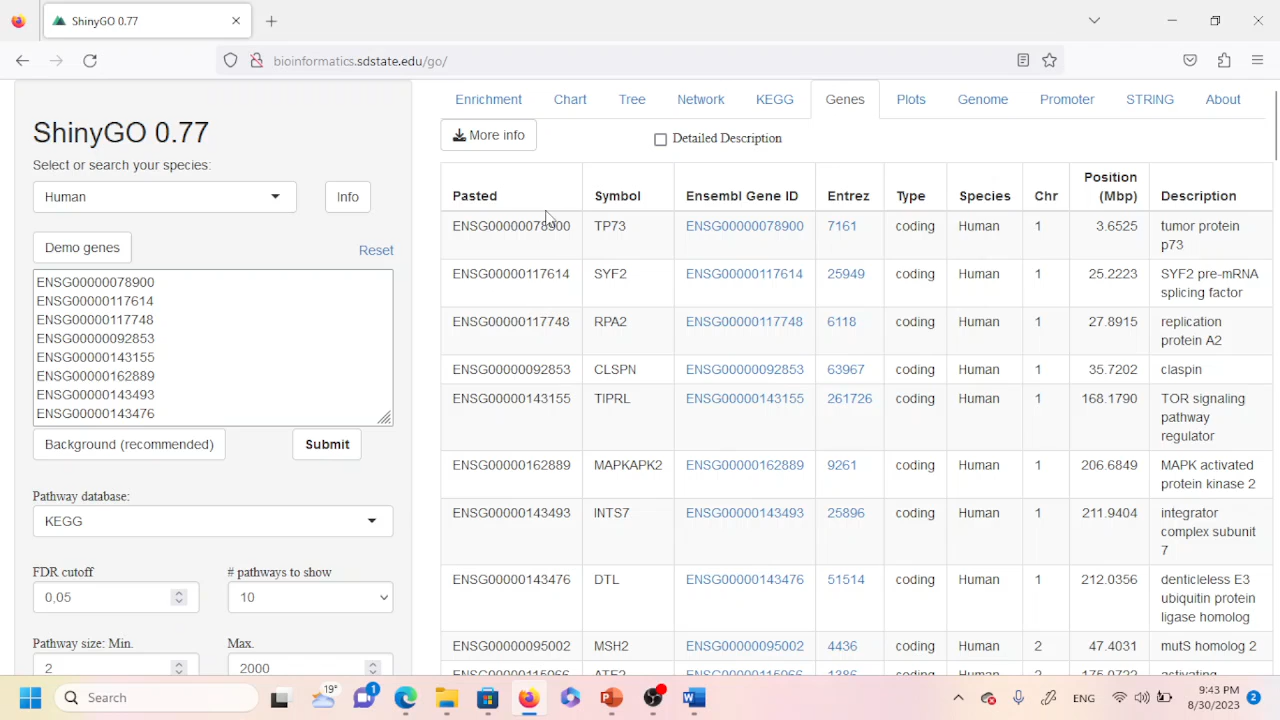 ShinyGO 0.77
bioinformatics.sdstate.edu/go/
Enrichment Chart Tree Network KEGG Genes Plots Genome Promoter STRING About
ShinyGO 0.77
Select or search your species:
Human Info
Demo genes Reset
ENSG00000078900
ENSG00000117614
ENSG00000117748
ENSG00000092853
ENSG00000143155
ENSG00000162889
ENSG00000143493
ENSG00000143476
Background (recommended) Submit
Pathway database:
KEGG
FDR cutoff # pathways to show
0,05 10
Pathway size: Min. Max.
2 2000
More info Detailed Description
Pasted Symbol Ensembl Gene ID Entrez Type Species Chr Position (Mbp) Description
ENSG00000078900 TP73 ENSG00000078900 7161 coding Human 1 3.6525 tumor protein
p73
ENSG00000117614 SYF2 ENSG00000117614 25949 coding Human 1 25.2223 SYF2 pre-mRNA
splicing factor
ENSG00000117748 RPA2 ENSG00000117748 6118 coding Human 1 27.8915 replication
protein A2
ENSG00000092853 CLSPN ENSG00000092853 63967 coding Human 1 35.7202 claspin
ENSG00000143155 TIPRL ENSG00000143155 261726 coding Human 1 168.1790 TOR signaling
pathway
regulator
ENSG00000162889 MAPKAPK2 ENSG00000162889 9261 coding Human 1 206.6849 MAPK activated
protein kinase 2
ENSG00000143493 INTS7 ENSG00000143493 25896 coding Human 1 211.9404 integrator
complex subunit
7
ENSG00000143476 DTL ENSG00000143476 51514 coding Human 1 212.0356 denticleless E3
ubiquitin protein
ligase homolog
ENSG00000095002 MSH2 ENSG00000095002 4436 coding Human 2 47.4031 mutS homolog 2
Search 19° 1 ENG 9:43 PM 2
8/30/2023